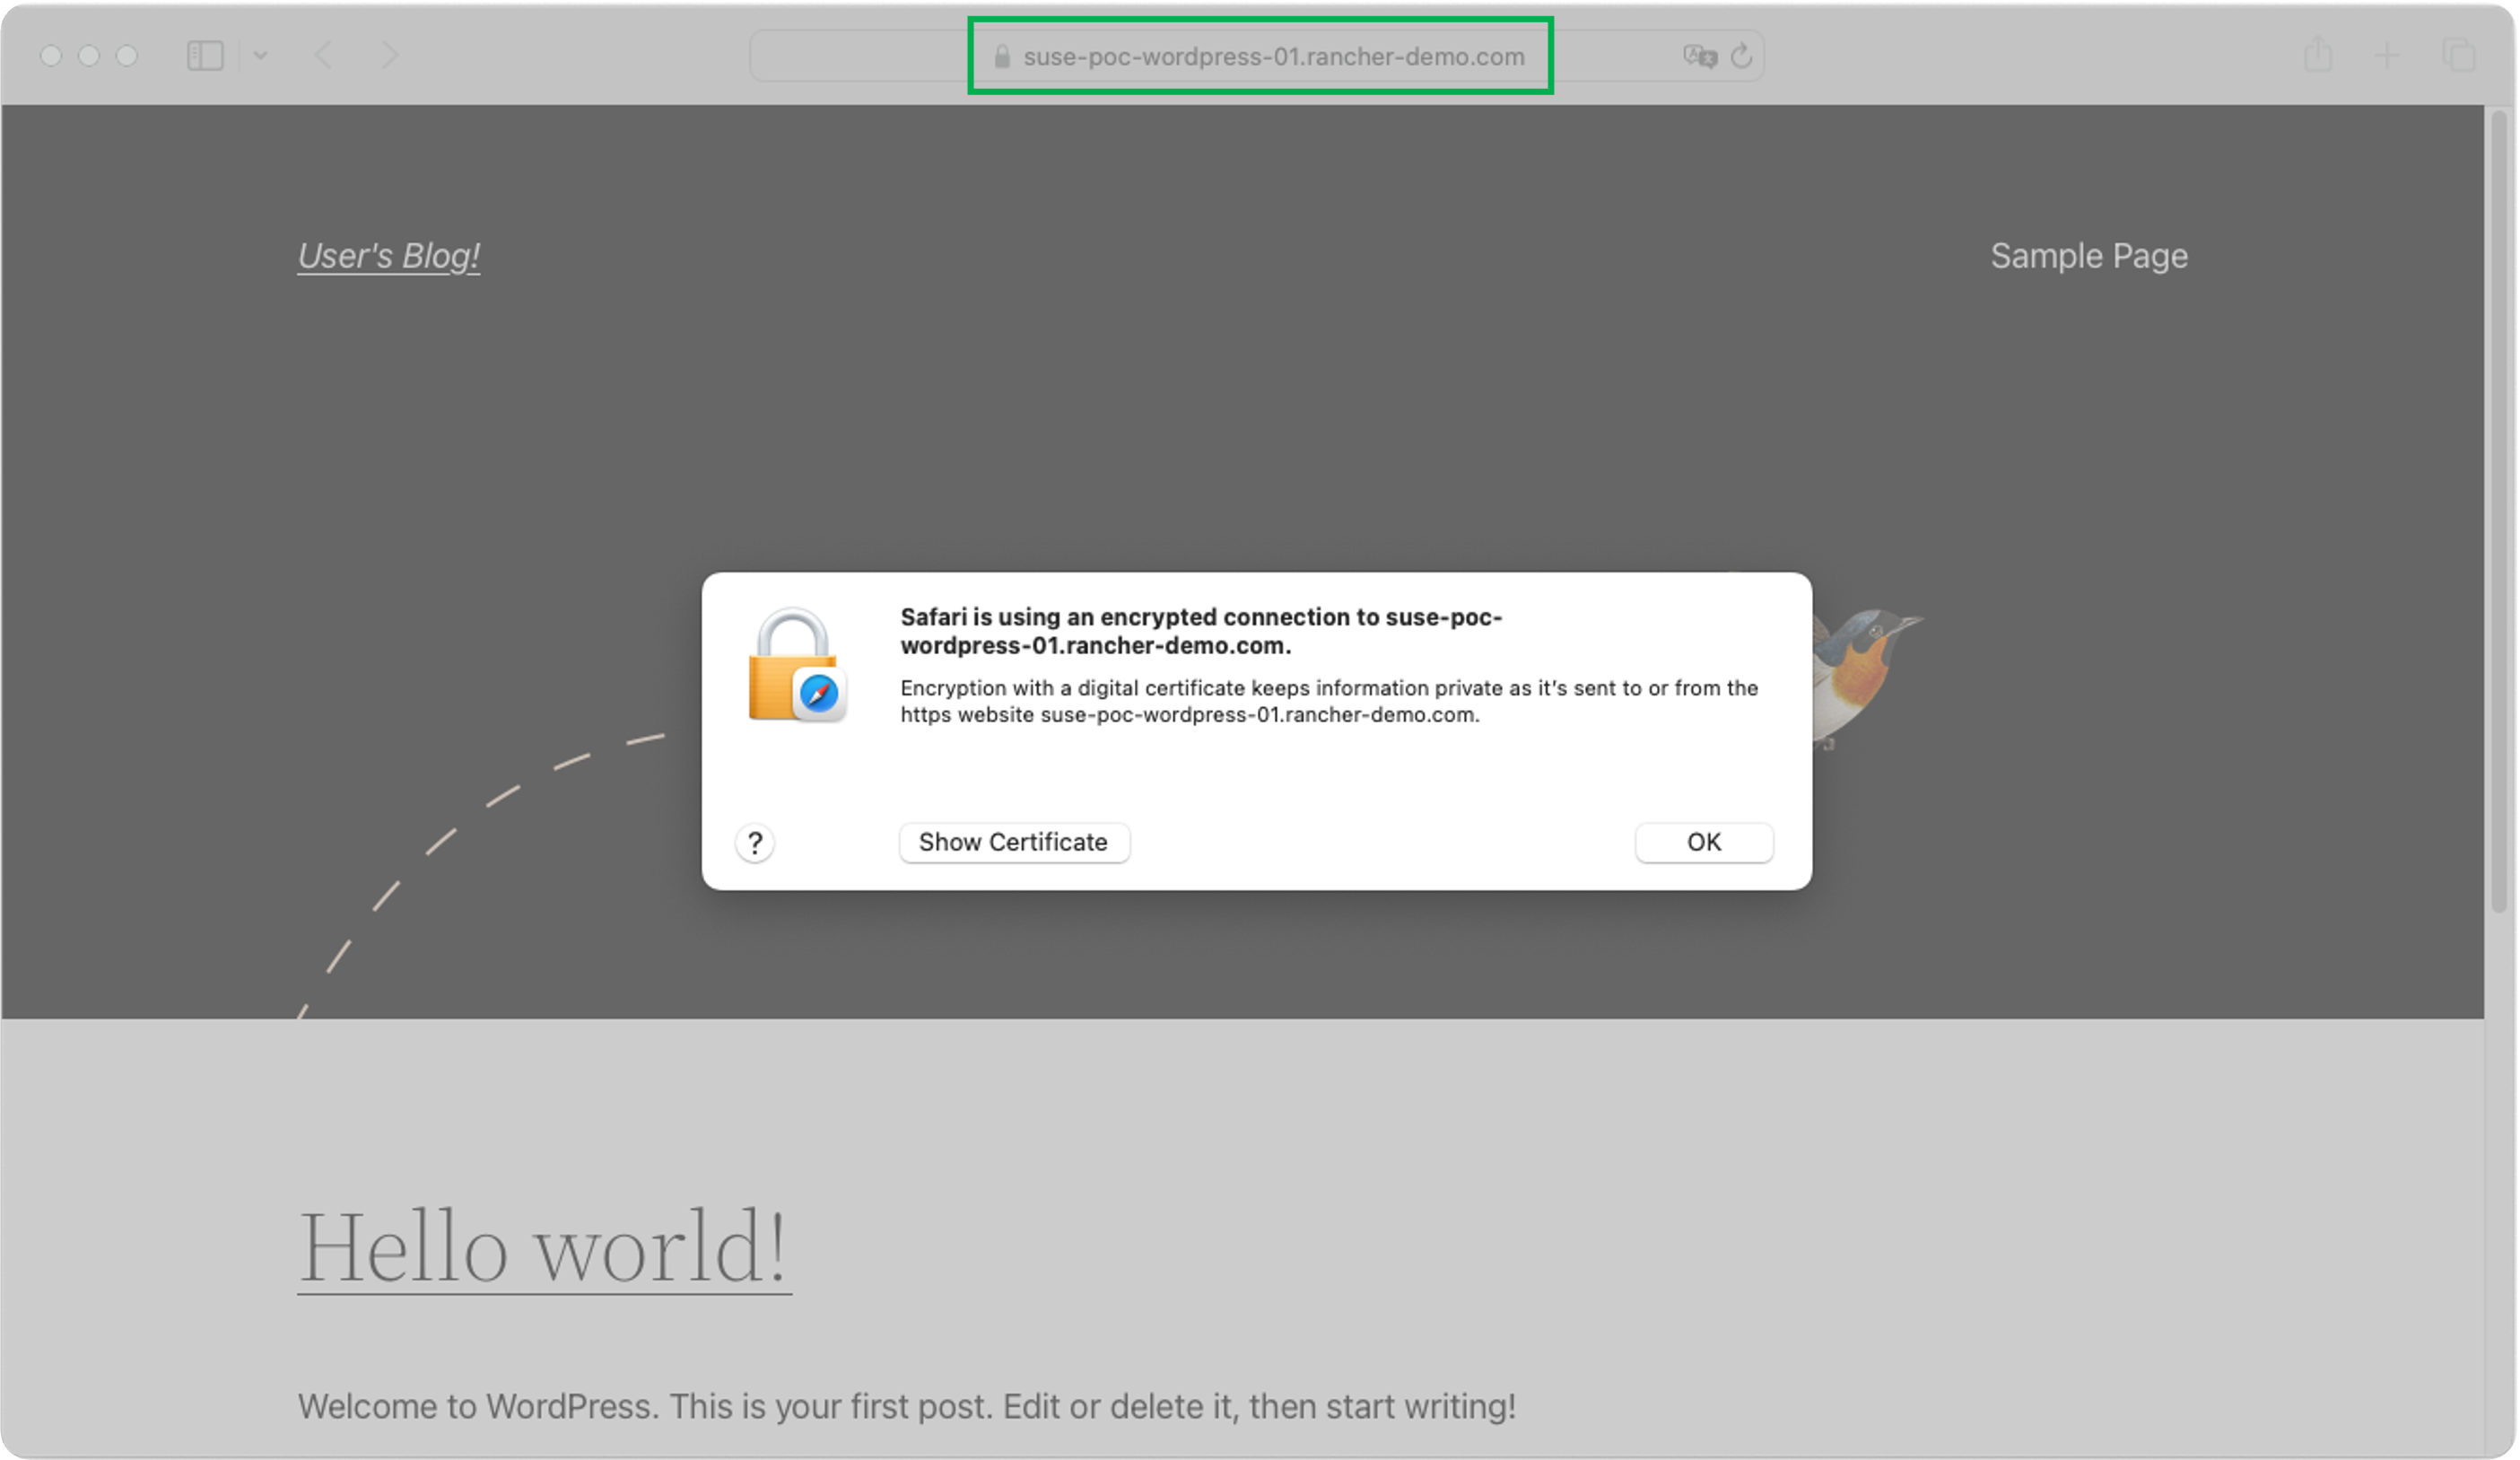 suse-poc-wordpress-01.rancher-demo.com
User's Blog!
Sample Page
Safari is using an encrypted connection to suse-poc-
wordpress-01.rancher-demo.com.
Encryption with a digital certificate keeps information private as it’s sent to or from the
https website suse-poc-wordpress-01.rancher-demo.com.
?
Show Certificate
OK
Hello world!
Welcome to WordPress. This is your first post. Edit or delete it, then start writing!